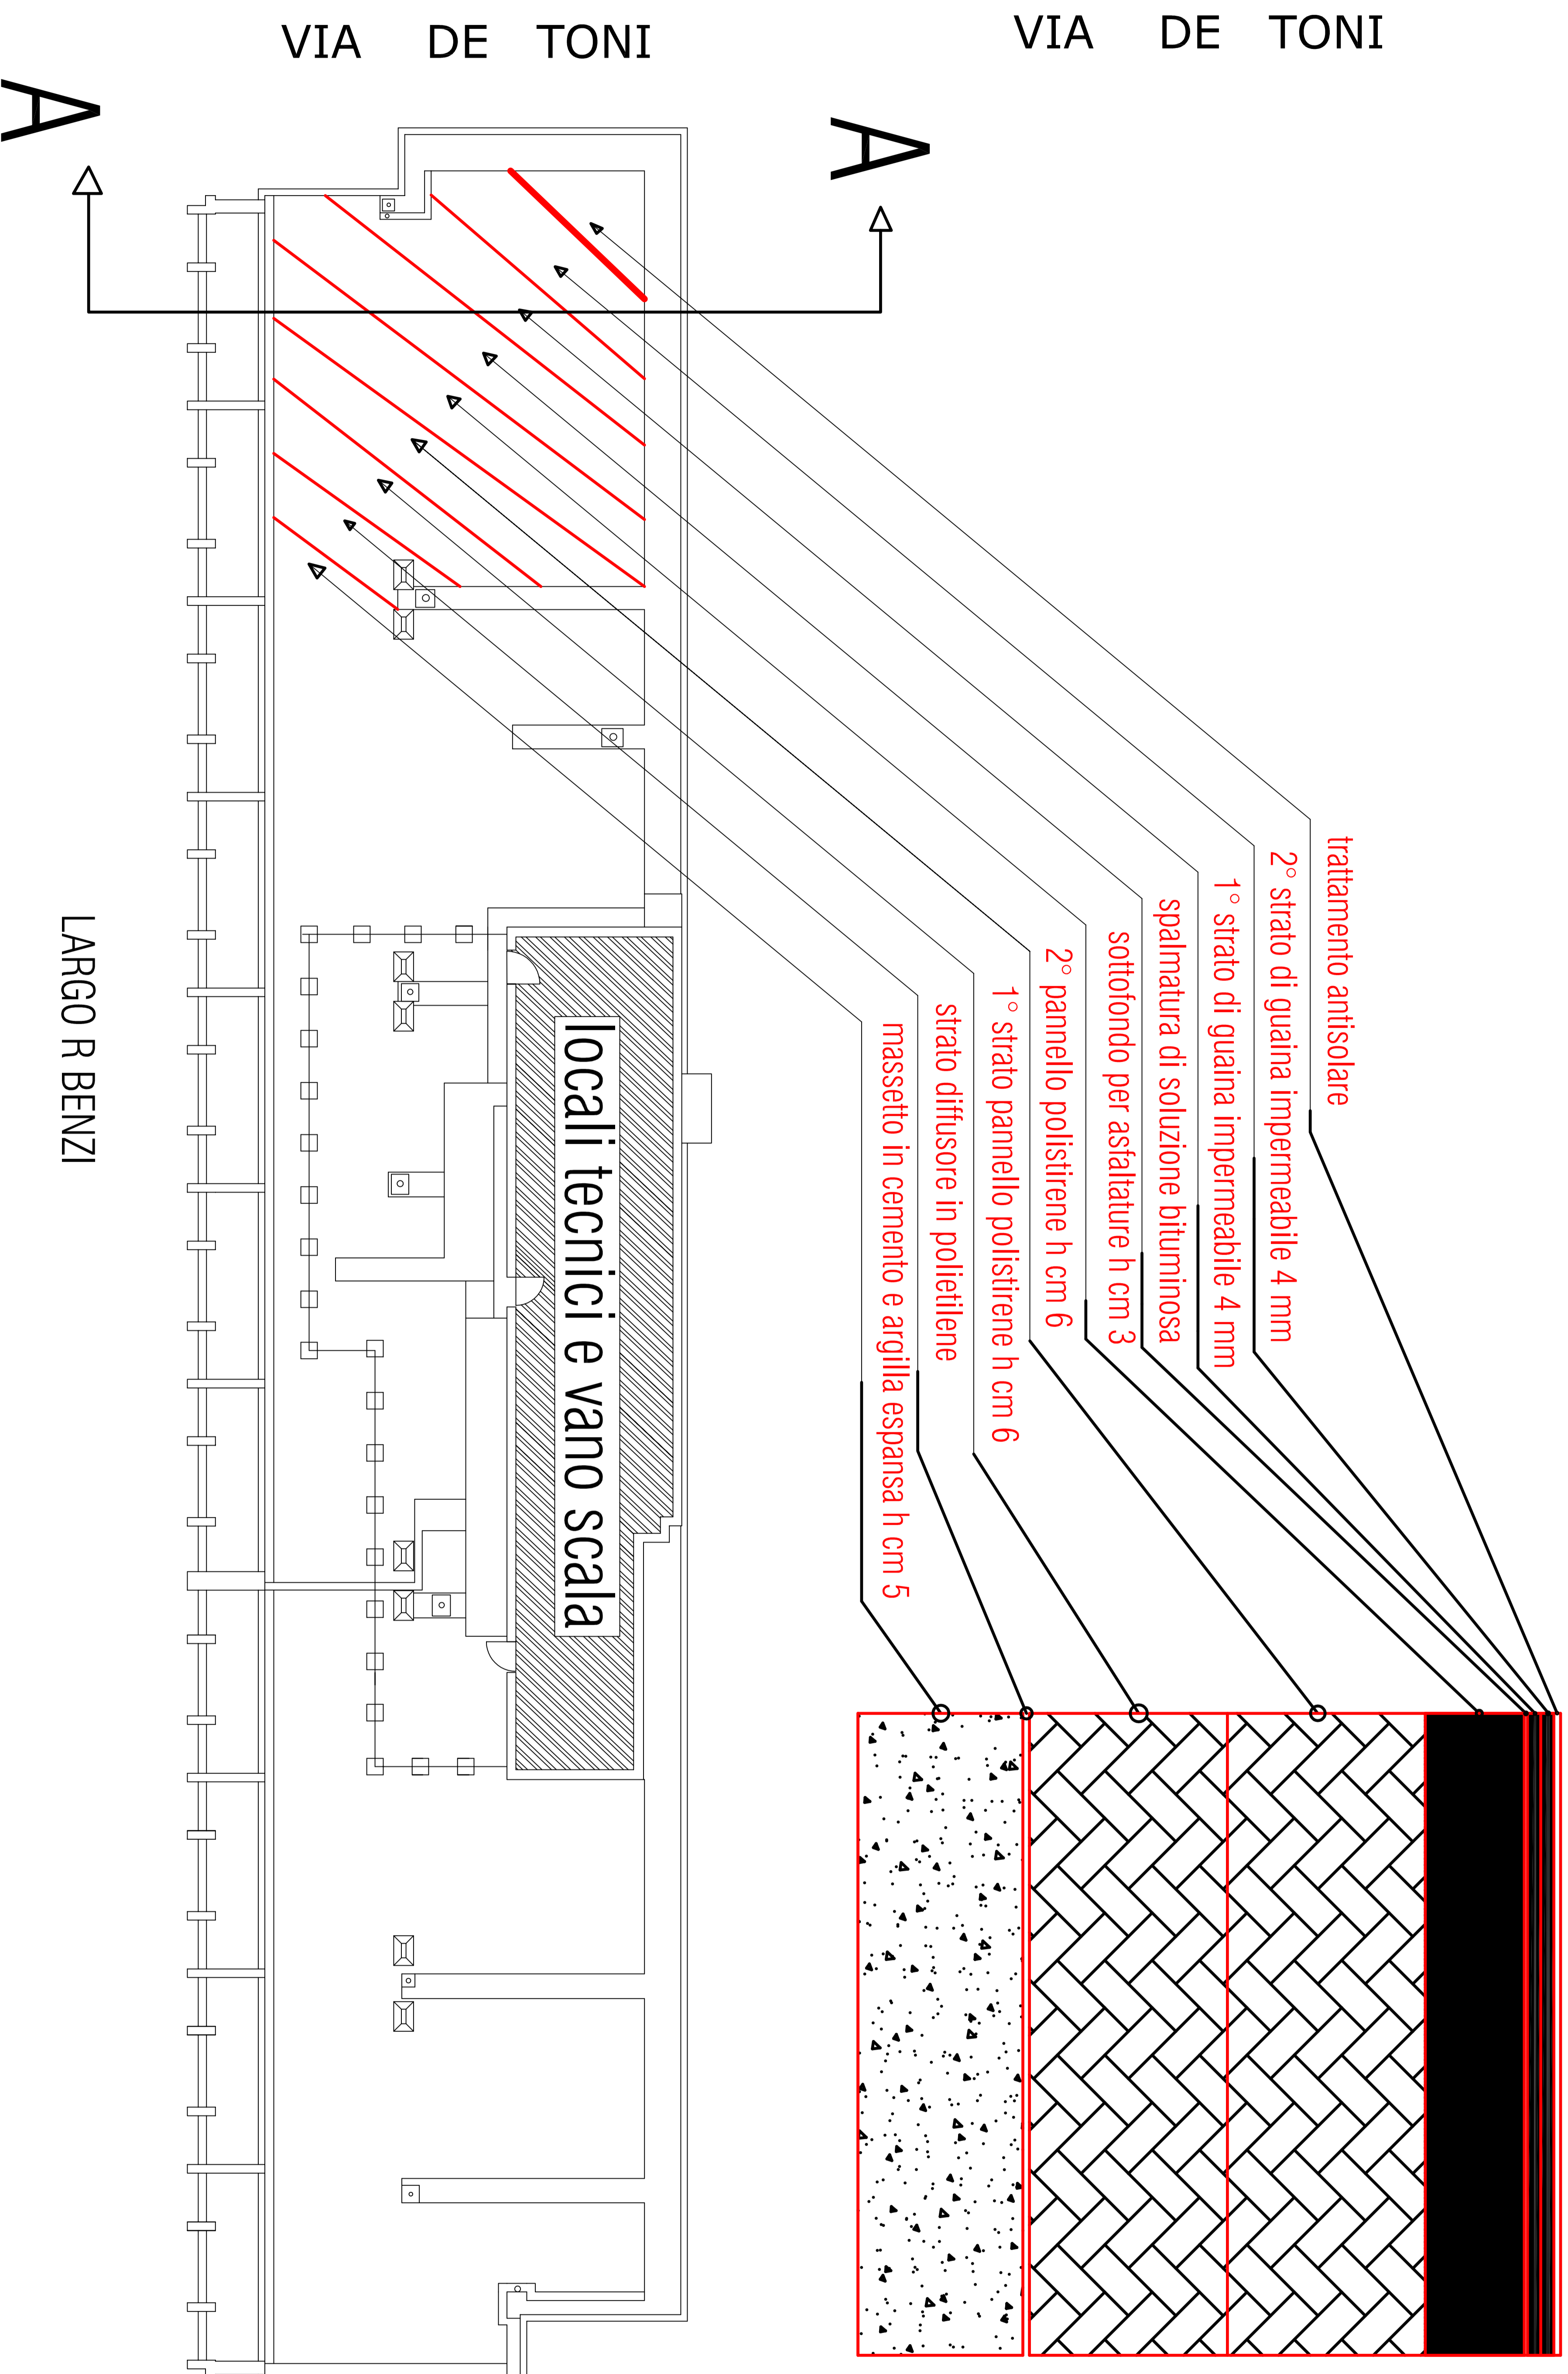 VIA DE TONI
VIA DE TONI
A
A
trattamento antisolare
2° strato di guaina impermeabile 4 mm
1° strato di guaina impermeabile 4 mm
spalmatura di soluzione bituminosa
sottofondo per asfaltature h cm 3
2° pannello polistirene h cm 6
1° strato pannello polistirene h cm 6
strato diffusore in polietilene
massetto in cemento e argilla espansa h cm 5
locali tecnici e vano scala
LARGO R BENZI